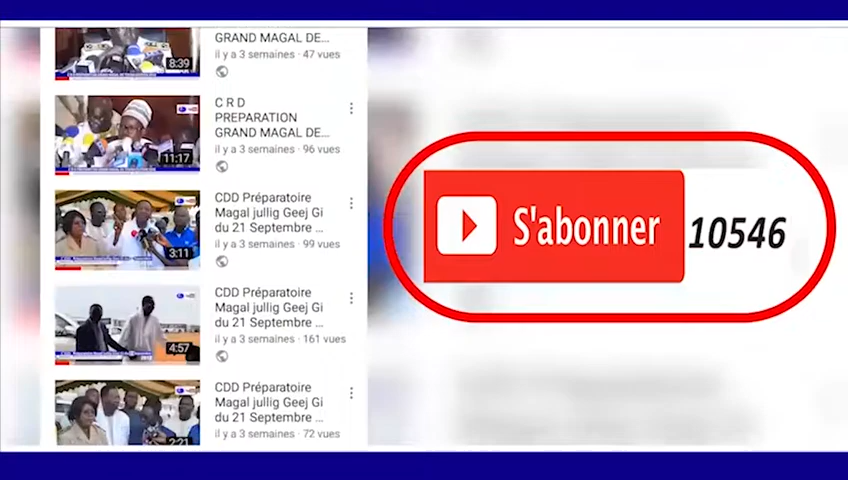 GRAND MAGAL DE...
il y a 3 semaines · 47 vues
8:39
C R D
PREPARATION
GRAND MAGAL DE...
il y a 3 semaines · 96 vues
11:17
CDD Préparatoire
Magal jullig Geej Gi
du 21 Septembre ...
il y a 3 semaines · 99 vues
3:11
CDD Préparatoire
Magal jullig Geej Gi
du 21 Septembre ...
il y a 3 semaines · 161 vues
4:57
CDD Préparatoire
Magal jullig Geej Gi
du 21 Septembre ...
il y a 3 semaines · 72 vues
2:21
S'abonner 10546